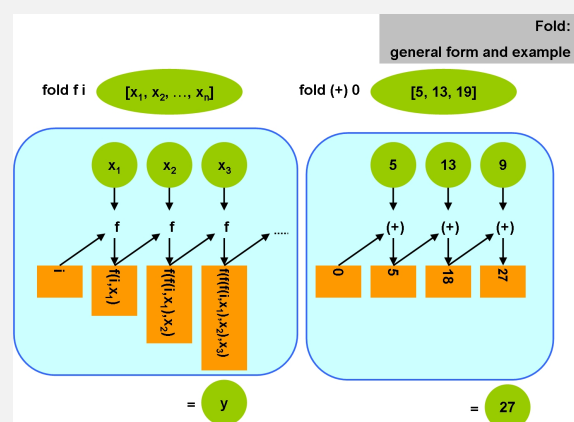 Fold:
general form and example
fold f i [x₁, x₂, …, xₙ]
fold (+) 0 [5, 13, 19]
x₁ x₂ x₃
f f f .....
i f(i,x₁) f(f(i,x₁),x₂) f(f(f(i,x₁),x₂),x₃)
= y
5 13 9
(+) (+) (+)
0 5 18 27
= 27